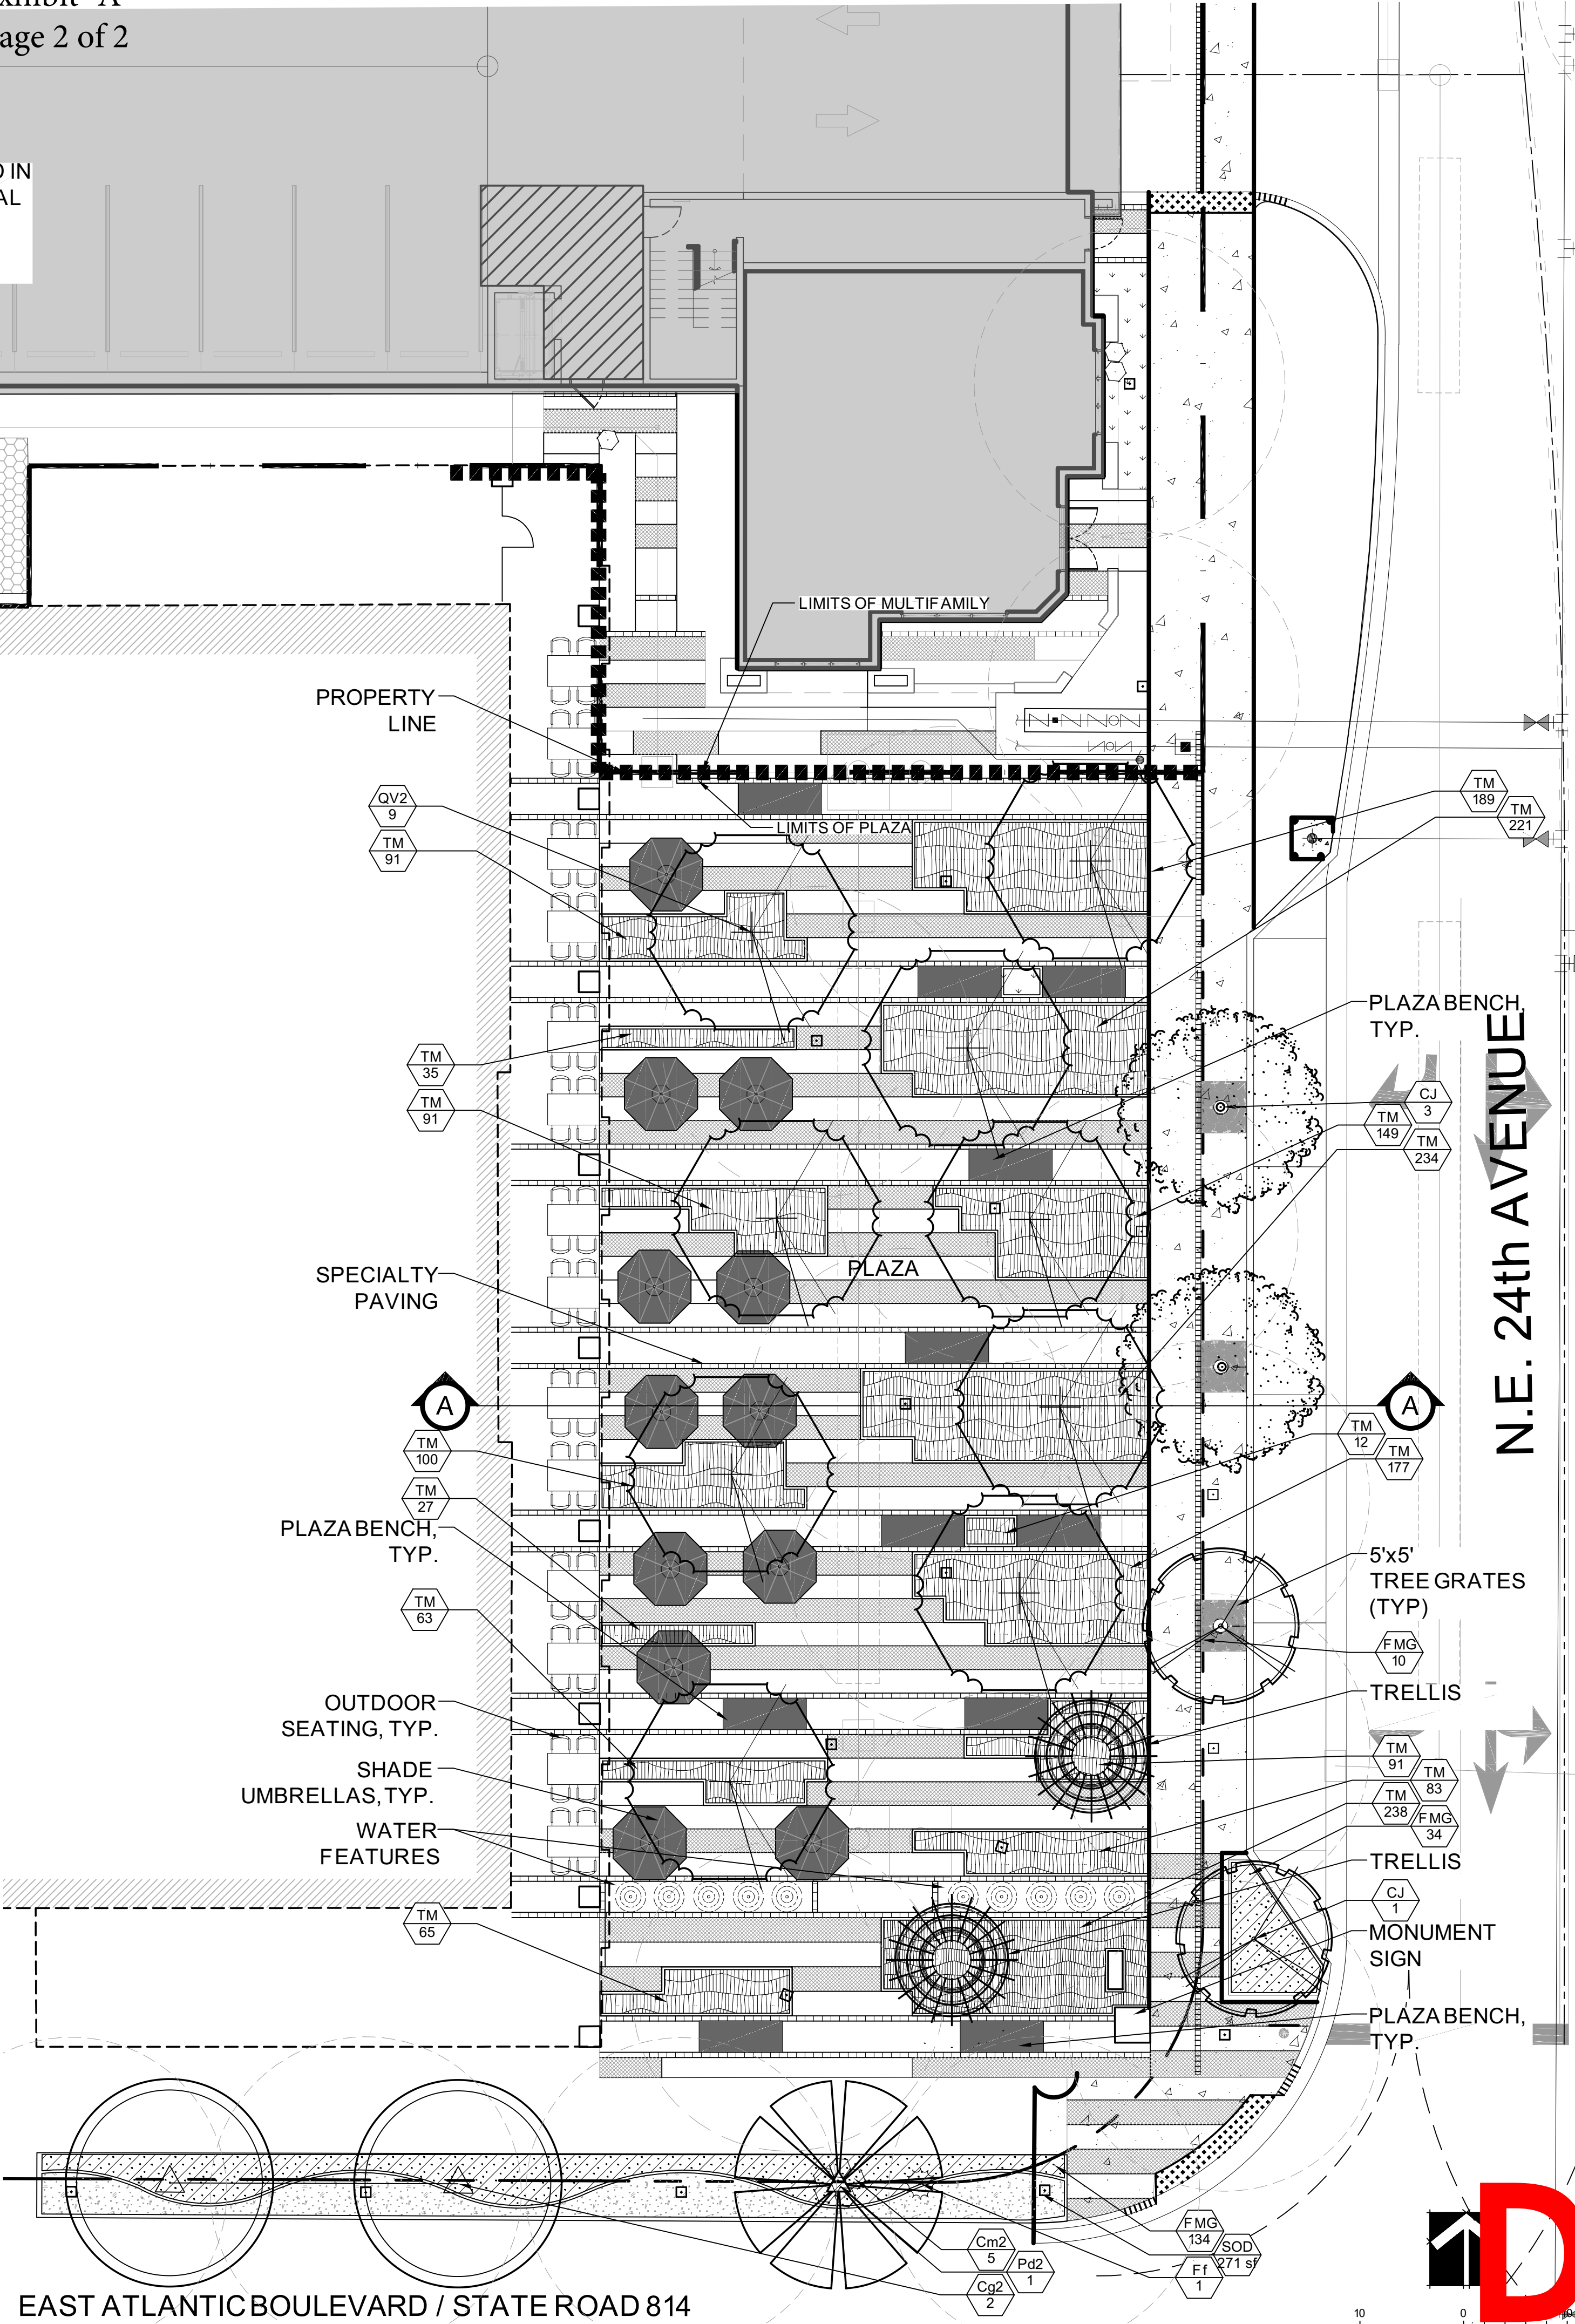 xhibit "A"
age 2 of 2
D IN
AL
LIMITS OF MULTIFAMILY
PROPERTY
LINE
QV2
9
TM
91
LIMITS OF PLAZA
TM
189
TM
221
PLAZA BENCH,
TYP.
TM
35
TM
91
CJ
3
TM
149
TM
234
N.E. 24th AVENUE
PLAZA
SPECIALTY
PAVING
A
A
TM
100
TM
27
TM
12
TM
177
PLAZA BENCH,
TYP.
TM
63
5'x5'
TREE GRATES
(TYP)
FMG
10
TRELLIS
OUTDOOR
SEATING, TYP.
SHADE
UMBRELLAS, TYP.
WATER
FEATURES
TM
91
TM
83
TM
238
FMG
34
TRELLIS
CJ
1
TM
65
MONUMENT
SIGN
PLAZA BENCH,
TYP.
FMG
134
SOD
271 sf
Ff
1
Cm2
5
Pd2
1
Cg2
2
EAST ATLANTIC BOULEVARD / STATE ROAD 814
D
10
0